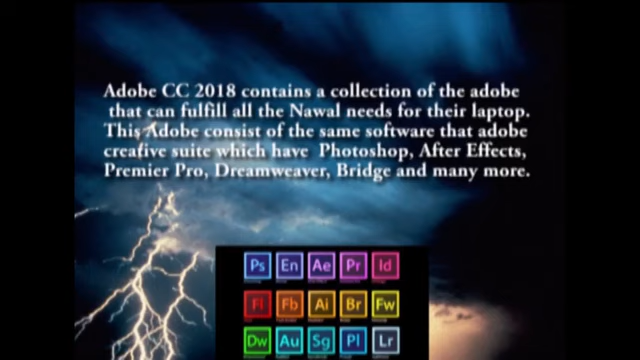 Adobe CC 2018 contains a collection of the adobe
that can fulfill all the Nawal needs for their laptop.
This Adobe consist of the same software that adobe
creative suite which have Photoshop, After Effects,
Premier Pro, Dreamweaver, Bridge and many more.
Ps En Ae Pr Id
Fl Fb Ai Br Fw
Dw Au Sg Pl Lr